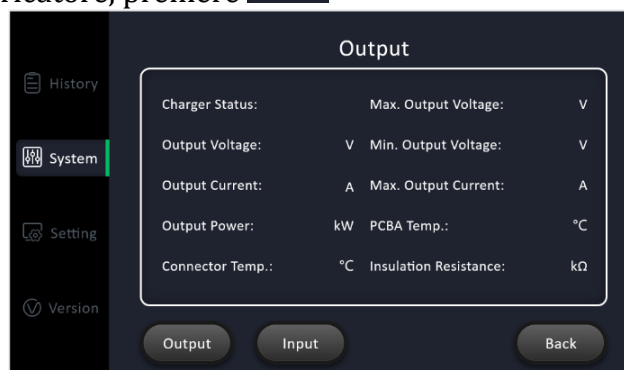 premere
Output
History
Charger Status: Max. Output Voltage: V
Output Voltage: V Min. Output Voltage: V
System
Output Current: A Max. Output Current: A
Setting
Output Power: kW PCBA Temp.: °C
Connector Temp.: °C Insulation Resistance: kΩ
Version
Output Input Back